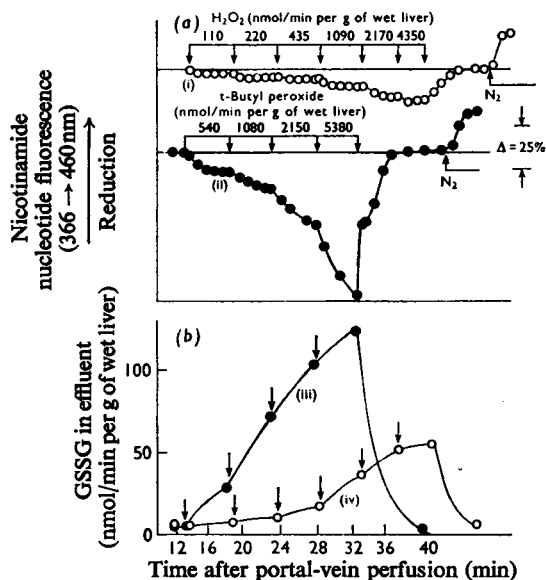 (a)
H₂O₂ (nmol/min per g of wet liver)
110 220 435 1090 2170 4350
(i)
N₂
t-Butyl peroxide
(nmol/min per g of wet liver)
540 1080 2150 5380
(ii)
N₂
Δ = 25%
Nicotinamide
nucleotide fluorescence
(366 → 460 nm)
Reduction
(b)
GSSG in effluent
(nmol/min per g of wet liver)
100
50
0
(iii)
(iv)
12 16 20 24 28 32 36 40
Time after portal-vein perfusion (min)